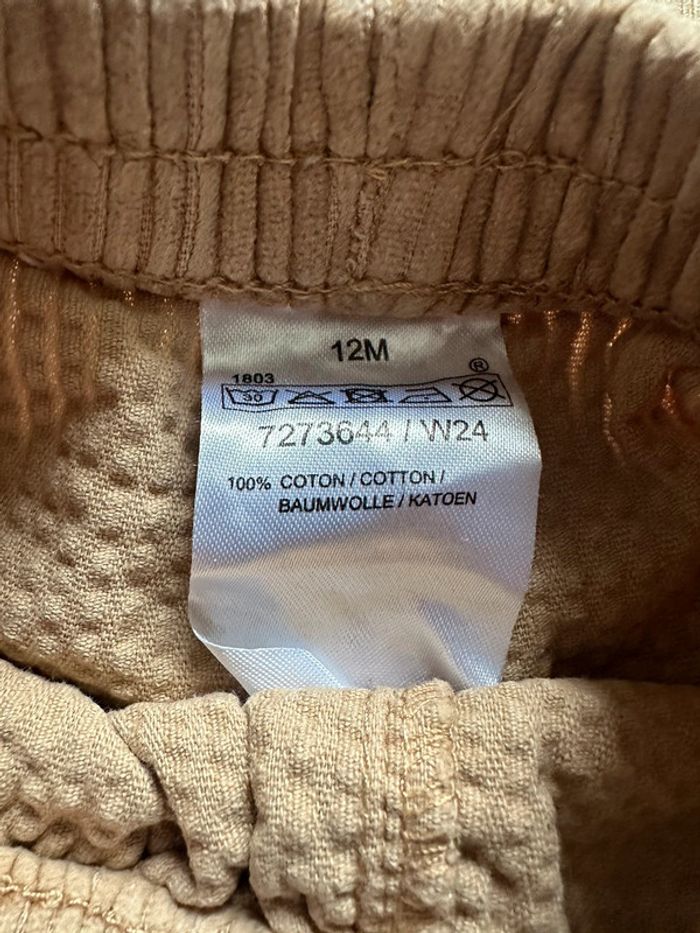 12M
1803
®
30
7273644 / W24
100% COTON / COTTON /
BAUMWOLLE / KATOEN